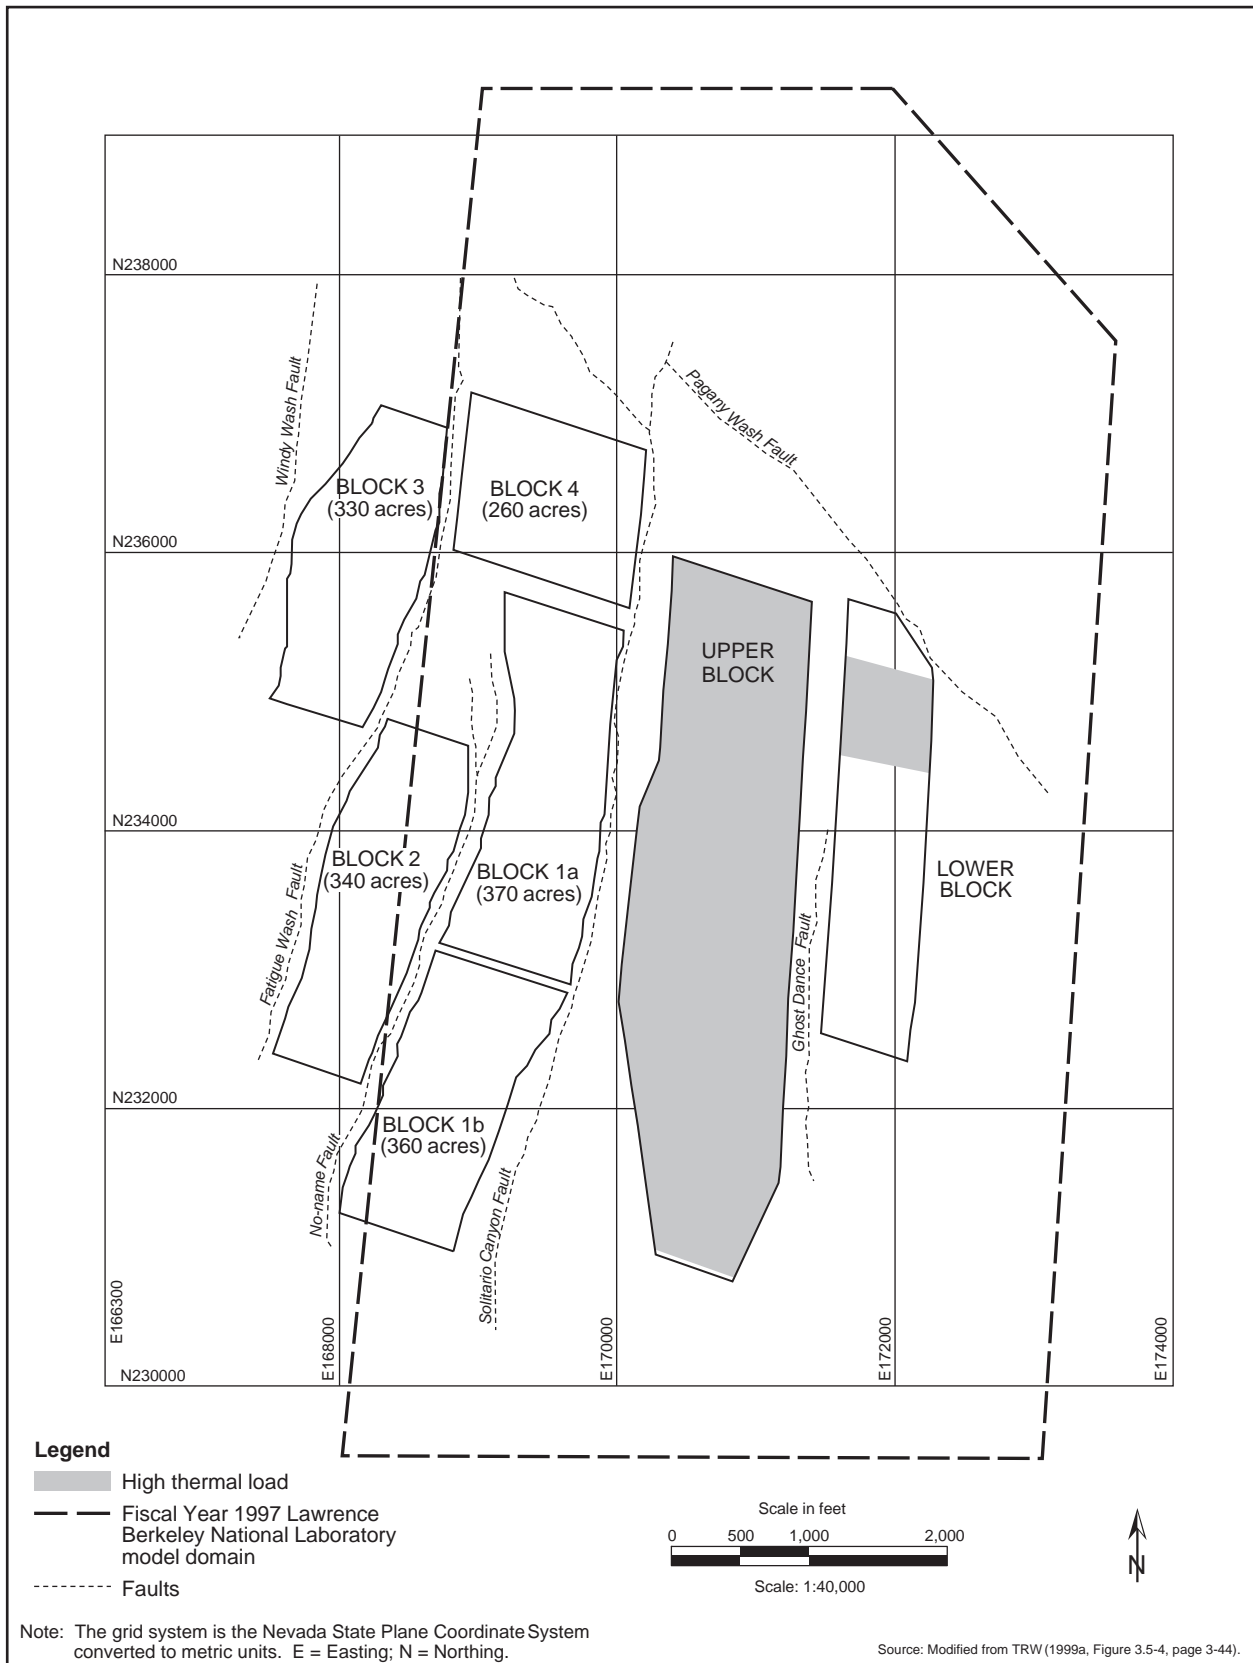 N238000
Windy Wash Fault
Pagany Wash Fault
BLOCK 3
(330 acres)
BLOCK 4
(260 acres)
N236000
UPPER
BLOCK
N234000
BLOCK 2
(340 acres)
BLOCK 1a
(370 acres)
LOWER
BLOCK
Fatigue Wash Fault
Ghost Dance Fault
N232000
BLOCK 1b
(360 acres)
No-name Fault
Solitario Canyon Fault
E166300
E168000
E170000
E172000
E174000
N230000
Legend
High thermal load
Fiscal Year 1997 Lawrence
Berkeley National Laboratory
model domain
Faults
Scale in feet
0 500 1,000 2,000
Scale: 1:40,000
N
Note: The grid system is the Nevada State Plane Coordinate System
converted to metric units. E = Easting; N = Northing.
Source: Modified from TRW (1999a, Figure 3.5-4, page 3-44).